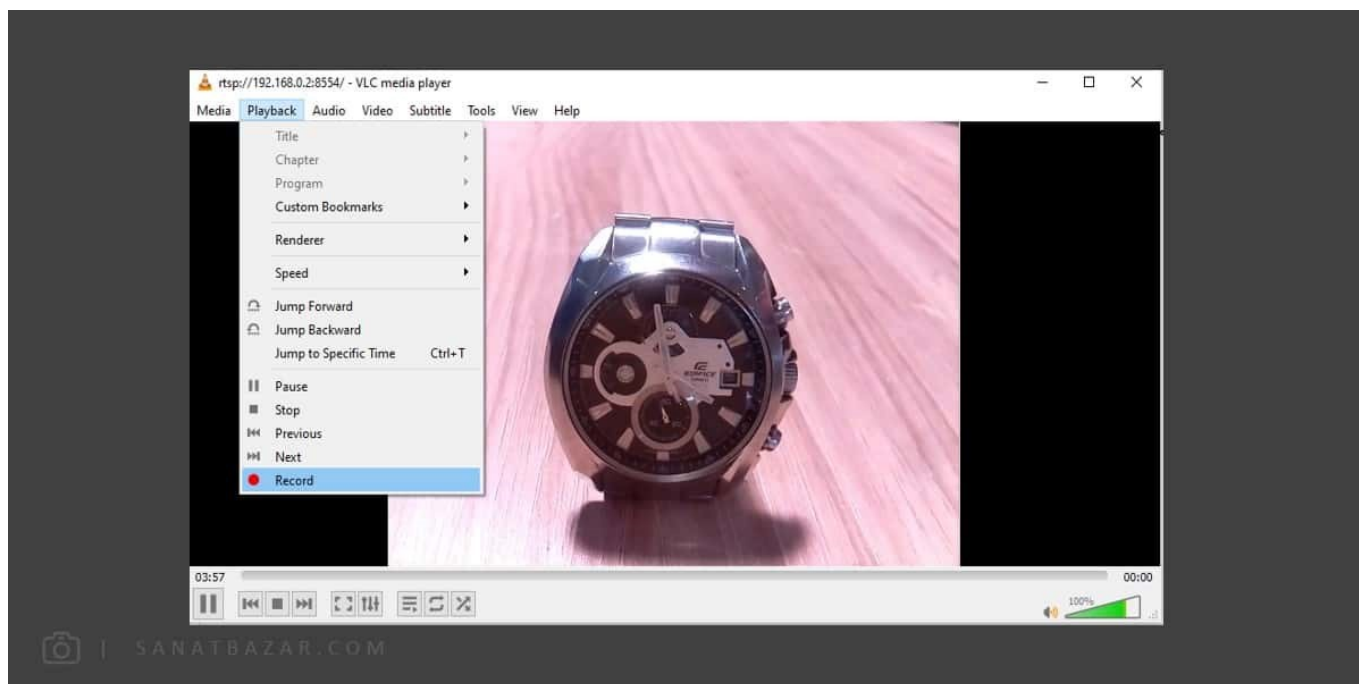 rtsp://192.168.0.2:8554/ - VLC media player
Media Playback Audio Video Subtitle Tools View Help
Title
Chapter
Program
Custom Bookmarks
Renderer
Speed
Jump Forward
Jump Backward
Jump to Specific Time Ctrl+T
Pause
Stop
Previous
Next
Record
EDIFICE
03:57 00:00
100%
SANATBAZAR.COM